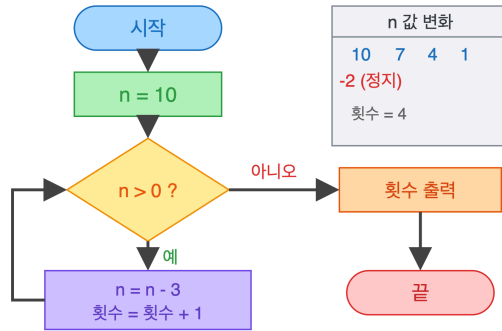 시작
n = 10
n > 0 ?
예
아니오
n = n - 3
횟수 = 횟수 + 1
횟수 출력
끝
n 값 변화
10 7 4 1
-2 (정지)
횟수 = 4